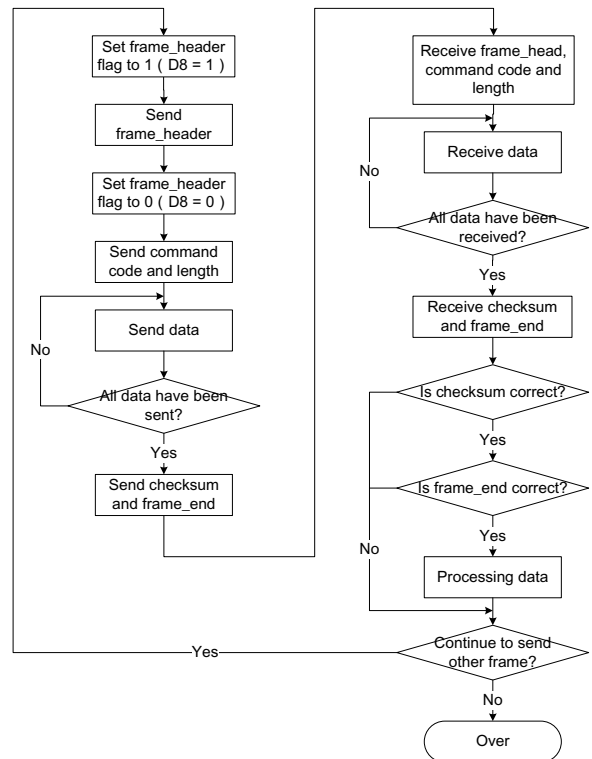 Set frame_header
flag to 1 ( D8 = 1 )
Send
frame_header
Set frame_header
flag to 0 ( D8 = 0 )
Send command
code and length
Send data
No
All data have been
sent?
Yes
Send checksum
and frame_end
Receive frame_head,
command code and
length
Receive data
No
All data have been
received?
Yes
Receive checksum
and frame_end
Is checksum correct?
Yes
Is frame_end correct?
Yes
No
Processing data
Continue to send
other frame?
Yes
No
Over